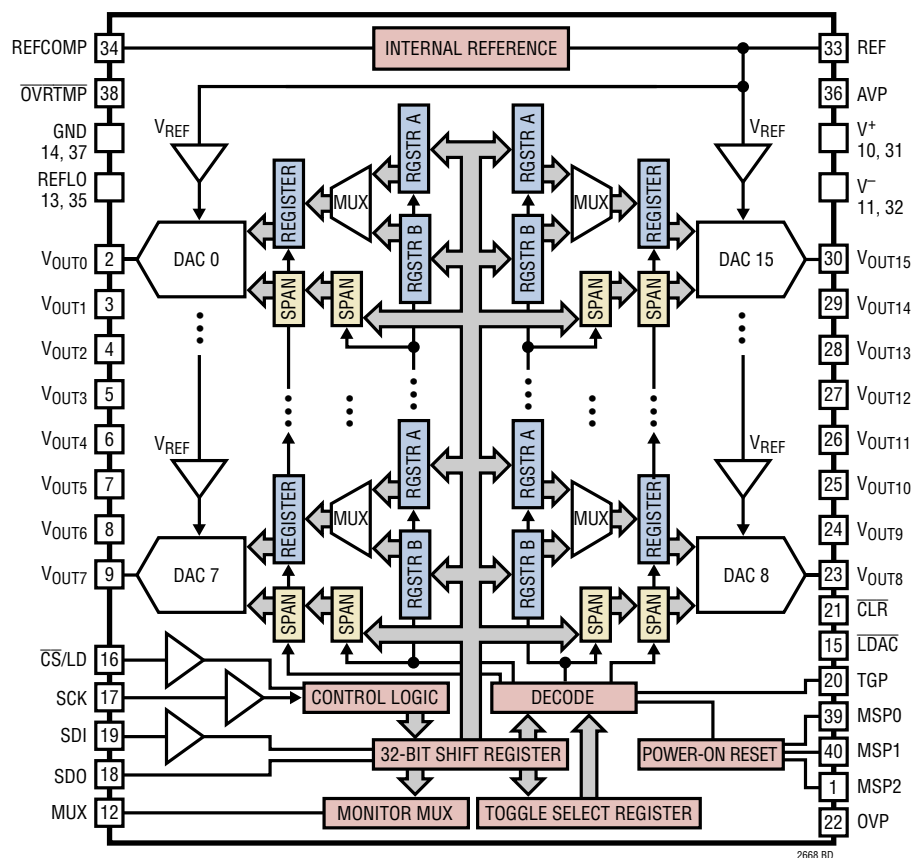 REFCOMP 34 INTERNAL REFERENCE 33 REF
OVRTMP 38 36 AVP
GND 14, 37
V+ 10, 31
REFLO 13, 35
V– 11, 32
VREF
VREF
REGISTER MUX RGSTR A RGSTR A MUX REGISTER
RGSTR B RGSTR B
VOUT0 2 DAC 0 DAC 15 30 VOUT15
SPAN SPAN SPAN SPAN
VOUT1 3 29 VOUT14
VOUT2 4 28 VOUT13
VOUT3 5 27 VOUT12
VOUT4 6 26 VOUT11
VREF
VREF
REGISTER MUX RGSTR A RGSTR A MUX REGISTER
RGSTR B RGSTR B
VOUT5 7 25 VOUT10
VOUT6 8 24 VOUT9
VOUT7 9 DAC 7 DAC 8 23 VOUT8
SPAN SPAN SPAN SPAN
21 CLR
CS/LD 16 15 LDAC
SCK 17 CONTROL LOGIC DECODE 20 TGP
39 MSP0
SDI 19 32-BIT SHIFT REGISTER POWER-ON RESET 40 MSP1
SDO 18 1 MSP2
MUX 12 MONITOR MUX TOGGLE SELECT REGISTER 22 OVP
2668 BD